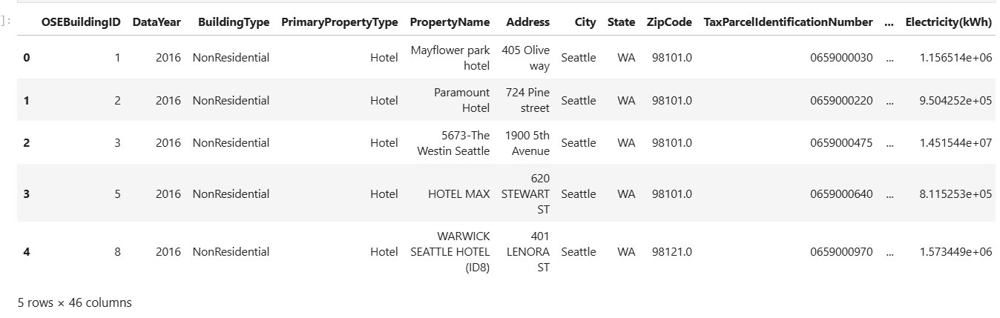 ]:
OSEBuildingID DataYear BuildingType PrimaryPropertyType PropertyName Address City State ZipCode TaxParcelIdentificationNumber ... Electricity(kWh)
0 1 2016 NonResidential Hotel Mayflower park hotel 405 Olive way Seattle WA 98101.0 0659000030 ... 1.156514e+06
1 2 2016 NonResidential Hotel Paramount Hotel 724 Pine street Seattle WA 98101.0 0659000220 ... 9.504252e+05
2 3 2016 NonResidential Hotel 5673-The Westin Seattle 1900 5th Avenue Seattle WA 98101.0 0659000475 ... 1.451544e+07
3 5 2016 NonResidential Hotel HOTEL MAX 620 STEWART ST Seattle WA 98101.0 0659000640 ... 8.115253e+05
4 8 2016 NonResidential Hotel WARWICK SEATTLE HOTEL (ID8) 401 LENORA ST Seattle WA 98121.0 0659000970 ... 1.573449e+06
5 rows × 46 columns